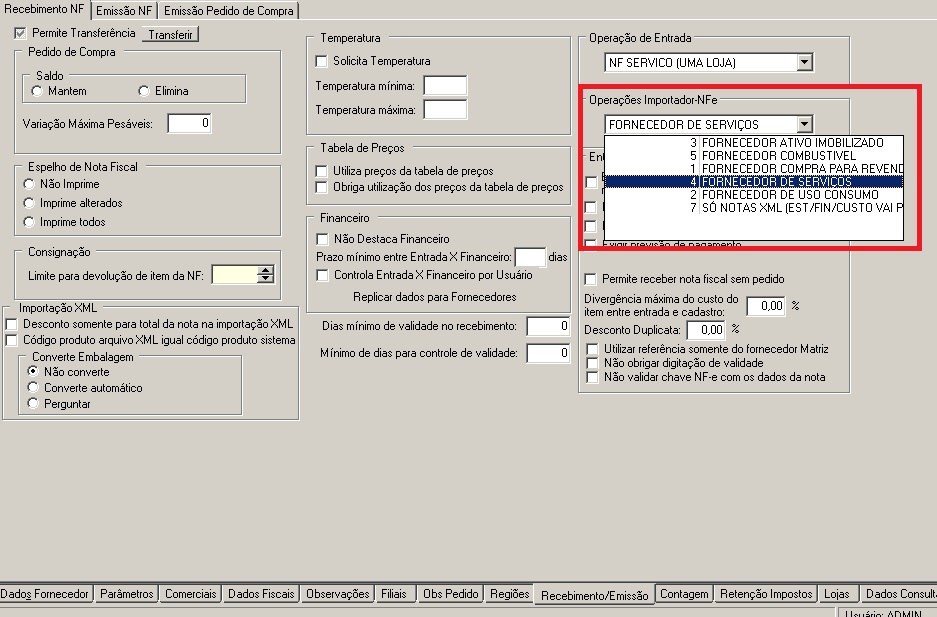 Recebimento NF
Emissão NF
Emissão Pedido de Compra
Permite Transferência
Transferir
Pedido de Compra
Saldo
Mantem
Elimina
Variação Máxima Pesáveis:
0
Espelho de Nota Fiscal
Não Imprime
Imprime alterados
Imprime todos
Consignação
Limite para devolução de item da NF:
Importação XML
Desconto somente para total da nota na importação XML
Código produto arquivo XML igual código produto sistema
Converte Embalagem
Não converte
Converte automático
Perguntar
Temperatura
Solicita Temperatura
Temperatura mínima:
Temperatura máxima:
Tabela de Preços
Utiliza preços da tabela de preços
Obriga utilização dos preços da tabela de preços
Financeiro
Não Destaca Financeiro
Prazo mínimo entre Entrada X Financeiro:
dias
Controla Entrada X Financeiro por Usuário
Replicar dados para Fornecedores
Dias mínimo de validade no recebimento:
0
Mínimo de dias para controle de validade:
0
Operação de Entrada
NF SERVICO (UMA LOJA)
Operações Importador-NFe
FORNECEDOR DE SERVIÇOS
3 FORNECEDOR ATIVO IMOBILIZADO
5 FORNECEDOR COMBUSTIVEL
1 FORNECEDOR COMPRA PARA REVEND
4 FORNECEDOR DE SERVIÇOS
2 FORNECEDOR DE USO CONSUMO
7 SÓ NOTAS XML (EST/FIN/CUSTO VAI P
Ent
Exigir previsão de pagamento
Permite receber nota fiscal sem pedido
Divergência máxima do custo do
item entre entrada e cadastro:
0,00 %
Desconto Duplicata:
0,00 %
Utilizar referência somente do fornecedor Matriz
Não obrigar digitação de validade
Não validar chave NF-e com os dados da nota
Dados Fornecedor
Parâmetros
Comerciais
Dados Fiscais
Observações
Filiais
Obs Pedido
Regiões
Recebimento/Emissão
Contagem
Retenção Impostos
Lojas
Dados Consult
Usuário: ADMIN